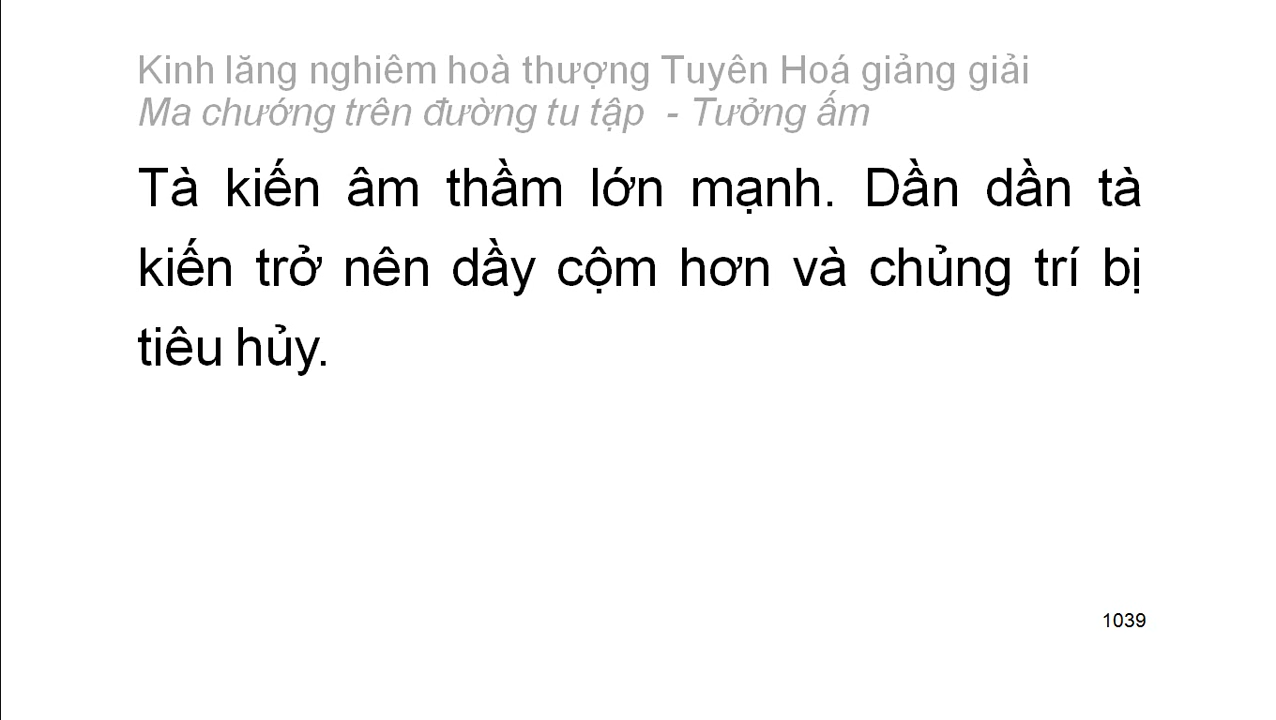 Kinh lăng nghiêm hoà thượng Tuyên Hoá giảng giải
Ma chướng trên đường tu tập - Tưởng ấm
Tà kiến âm thầm lớn mạnh. Dần dần tà
kiến trở nên dầy cộm hơn và chủng trí bị
tiêu hủy.
1039